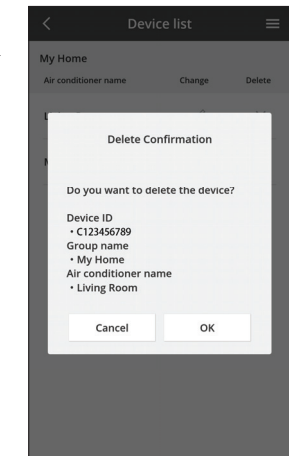 Device list
My Home
Air conditioner name Change Delete
L
M
Delete Confirmation
Do you want to delete the device?
Device ID
• C123456789
Group name
• My Home
Air conditioner name
• Living Room
Cancel OK